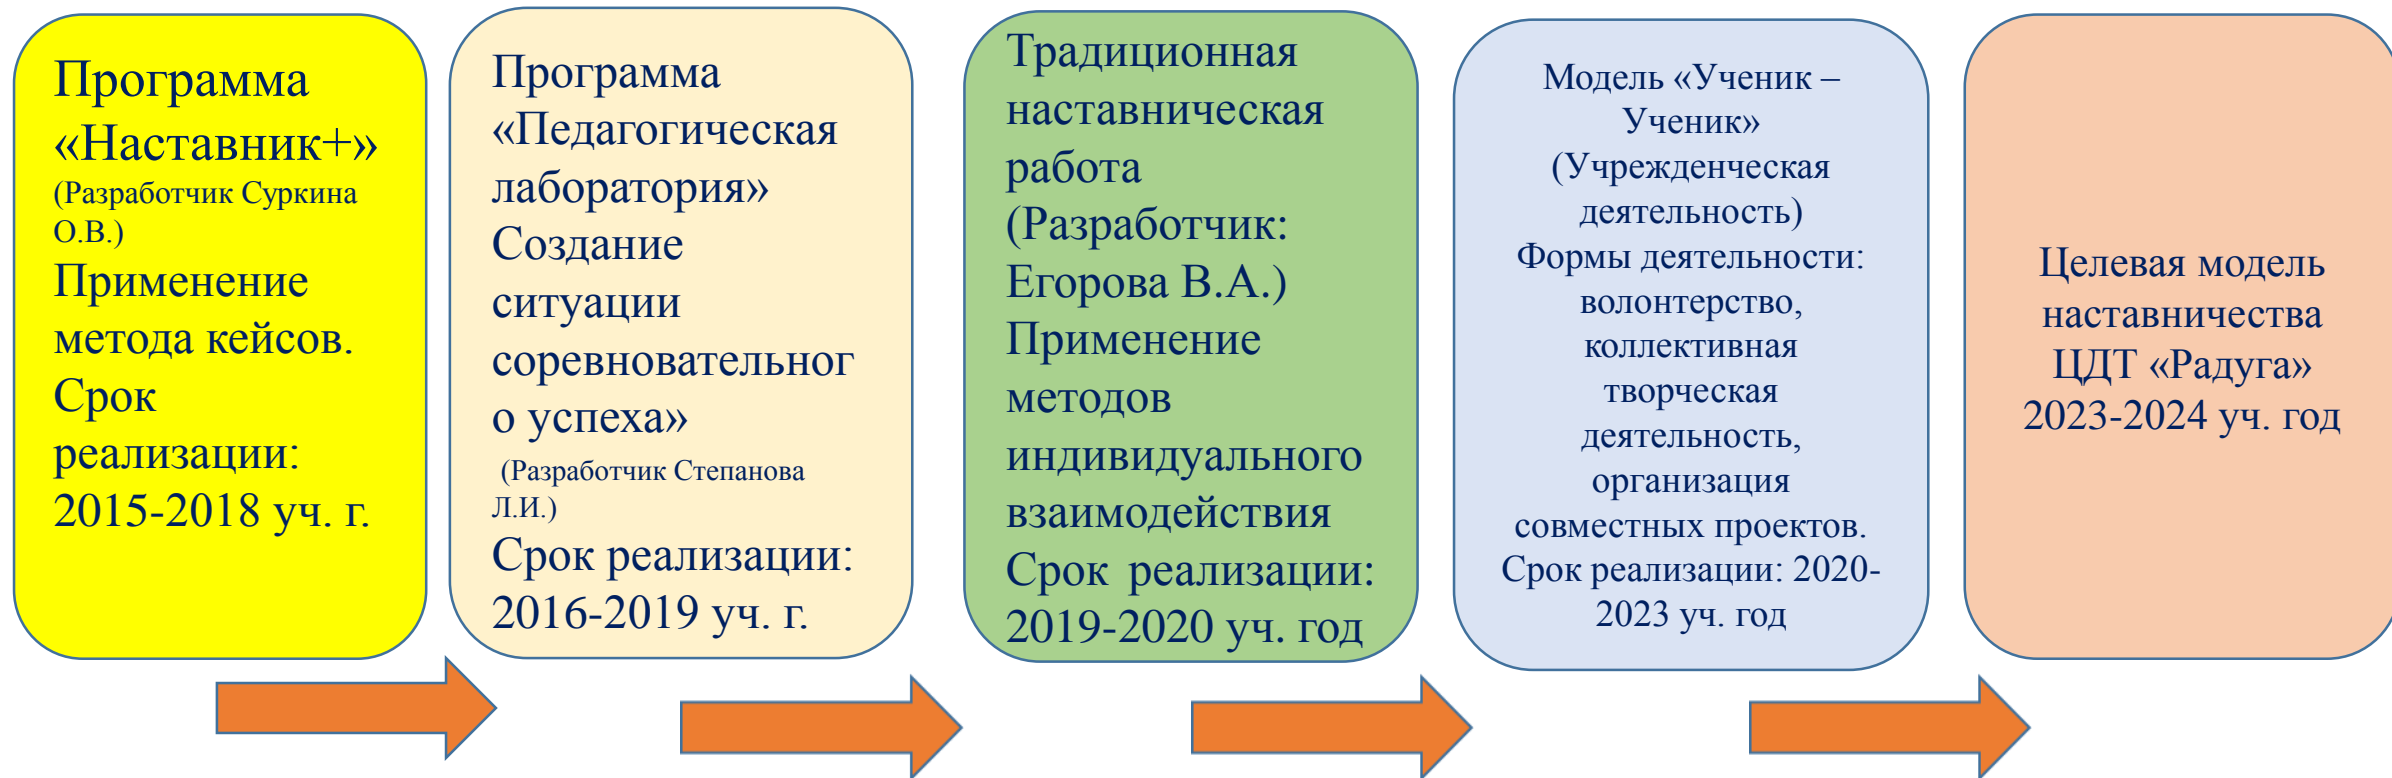 Программа
«Наставник+»
(Разработчик Суркина
О.В.)
Применение
метода кейсов.
Срок
реализации:
2015-2018 уч. г.
Программа
«Педагогическая
лаборатория»
Создание
ситуации
соревновательног
о успеха»
(Разработчик Степанова
Л.И.)
Срок реализации:
2016-2019 уч. г.
Традиционная
наставническая
работа
(Разработчик:
Егорова В.А.)
Применение
методов
индивидуального
взаимодействия
Срок реализации:
2019-2020 уч. год
Модель «Ученик –
Ученик»
(Учрежденческая
деятельность)
Формы деятельности:
волонтерство,
коллективная
творческая
деятельность,
организация
совместных проектов.
Срок реализации: 2020-
2023 уч. год
Целевая модель
наставничества
ЦДТ «Радуга»
2023-2024 уч. год